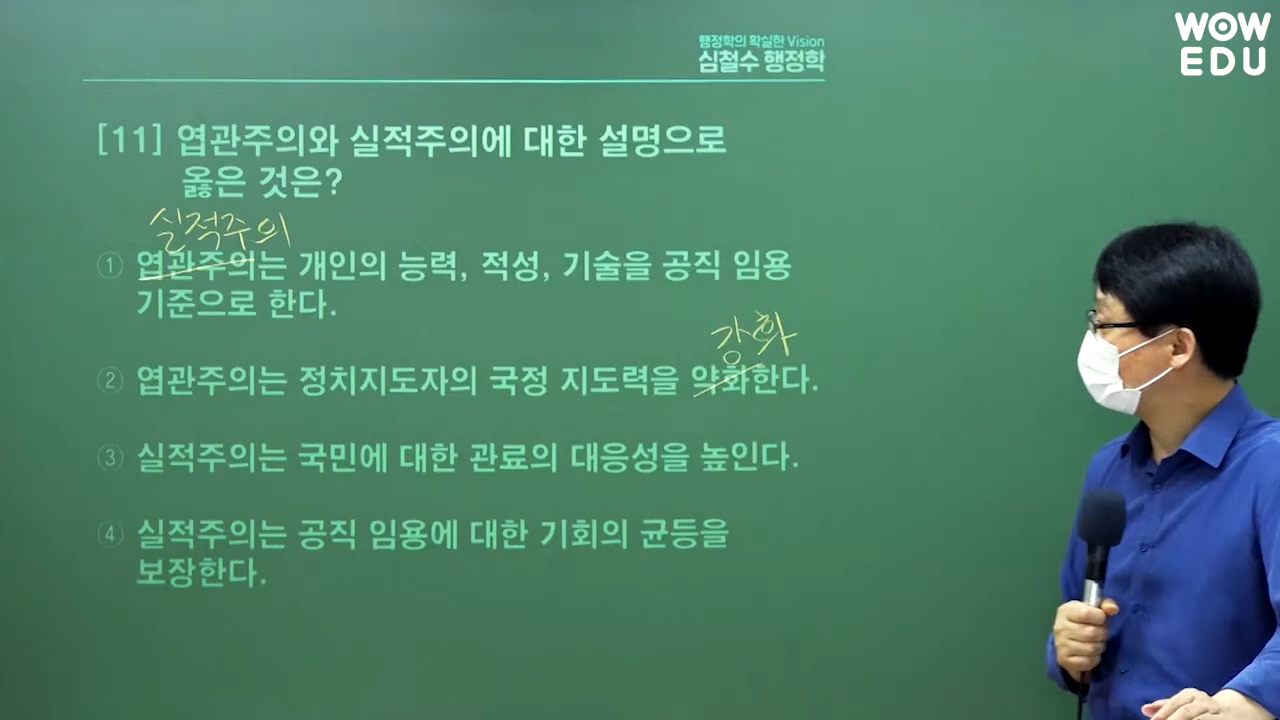 WOW
EDU
행정학의 확실한 Vision
심철수 행정학
[11] 엽관주의와 실적주의에 대한 설명으로
옳은 것은?
실적주의
① 엽관주의는 개인의 능력, 적성, 기술을 공직 임용
기준으로 한다.
강화
② 엽관주의는 정치지도자의 국정 지도력을 약화한다.
③ 실적주의는 국민에 대한 관료의 대응성을 높인다.
④ 실적주의는 공직 임용에 대한 기회의 균등을
보장한다.